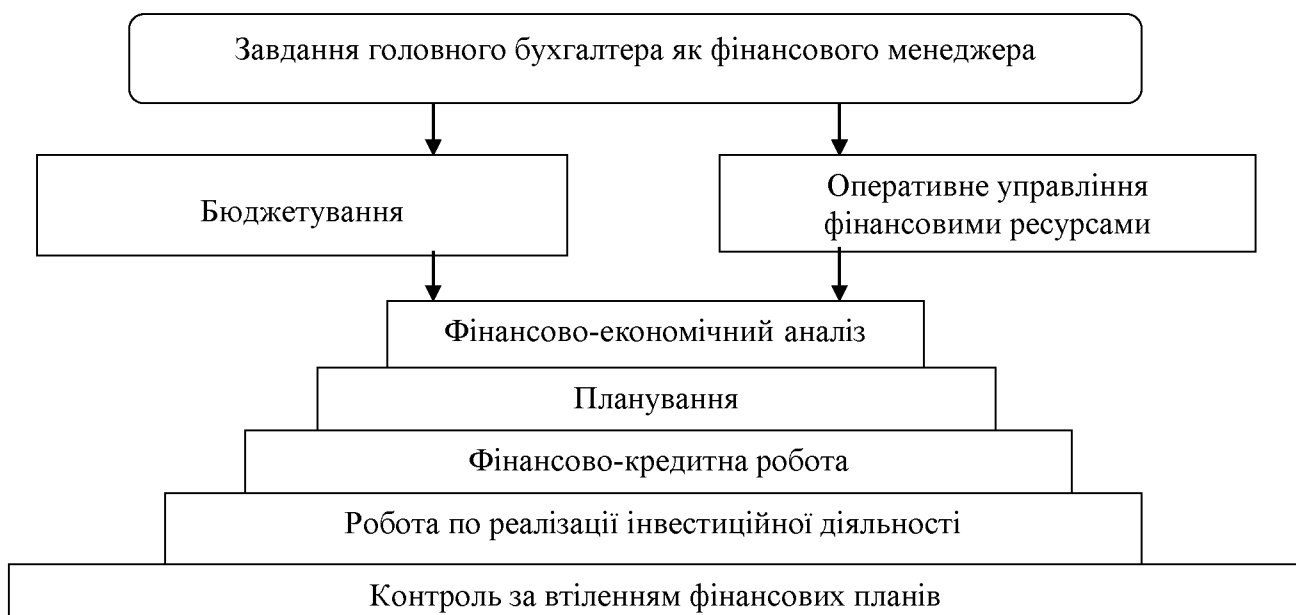 Завдання головного бухгалтера як фінансового менеджера
Бюджетування
Оперативне управління
фінансовими ресурсами
Фінансово-економічний аналіз
Планування
Фінансово-кредитна робота
Робота по реалізації інвестиційної діяльності
Контроль за втіленням фінансових планів